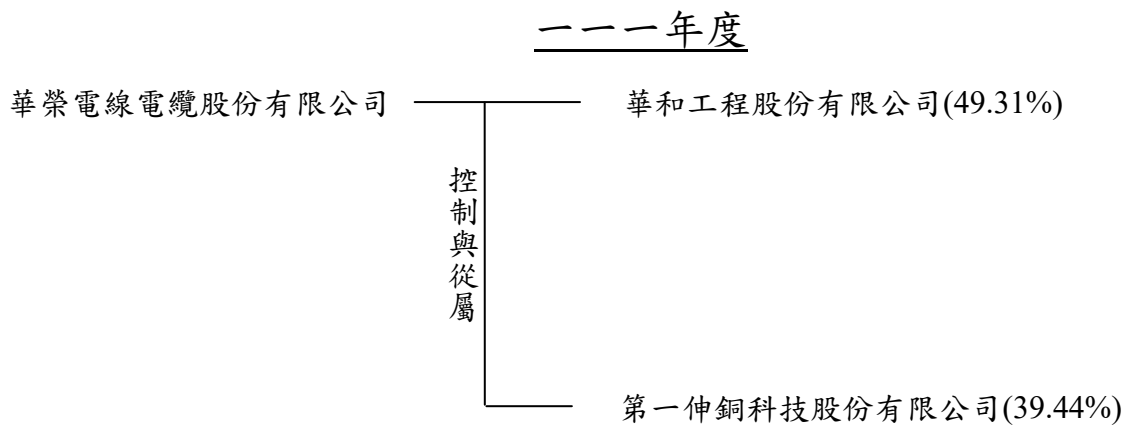 一一一年度
華榮電線電纜股份有限公司
華和工程股份有限公司(49.31%)
控制與從屬
第一伸銅科技股份有限公司(39.44%)